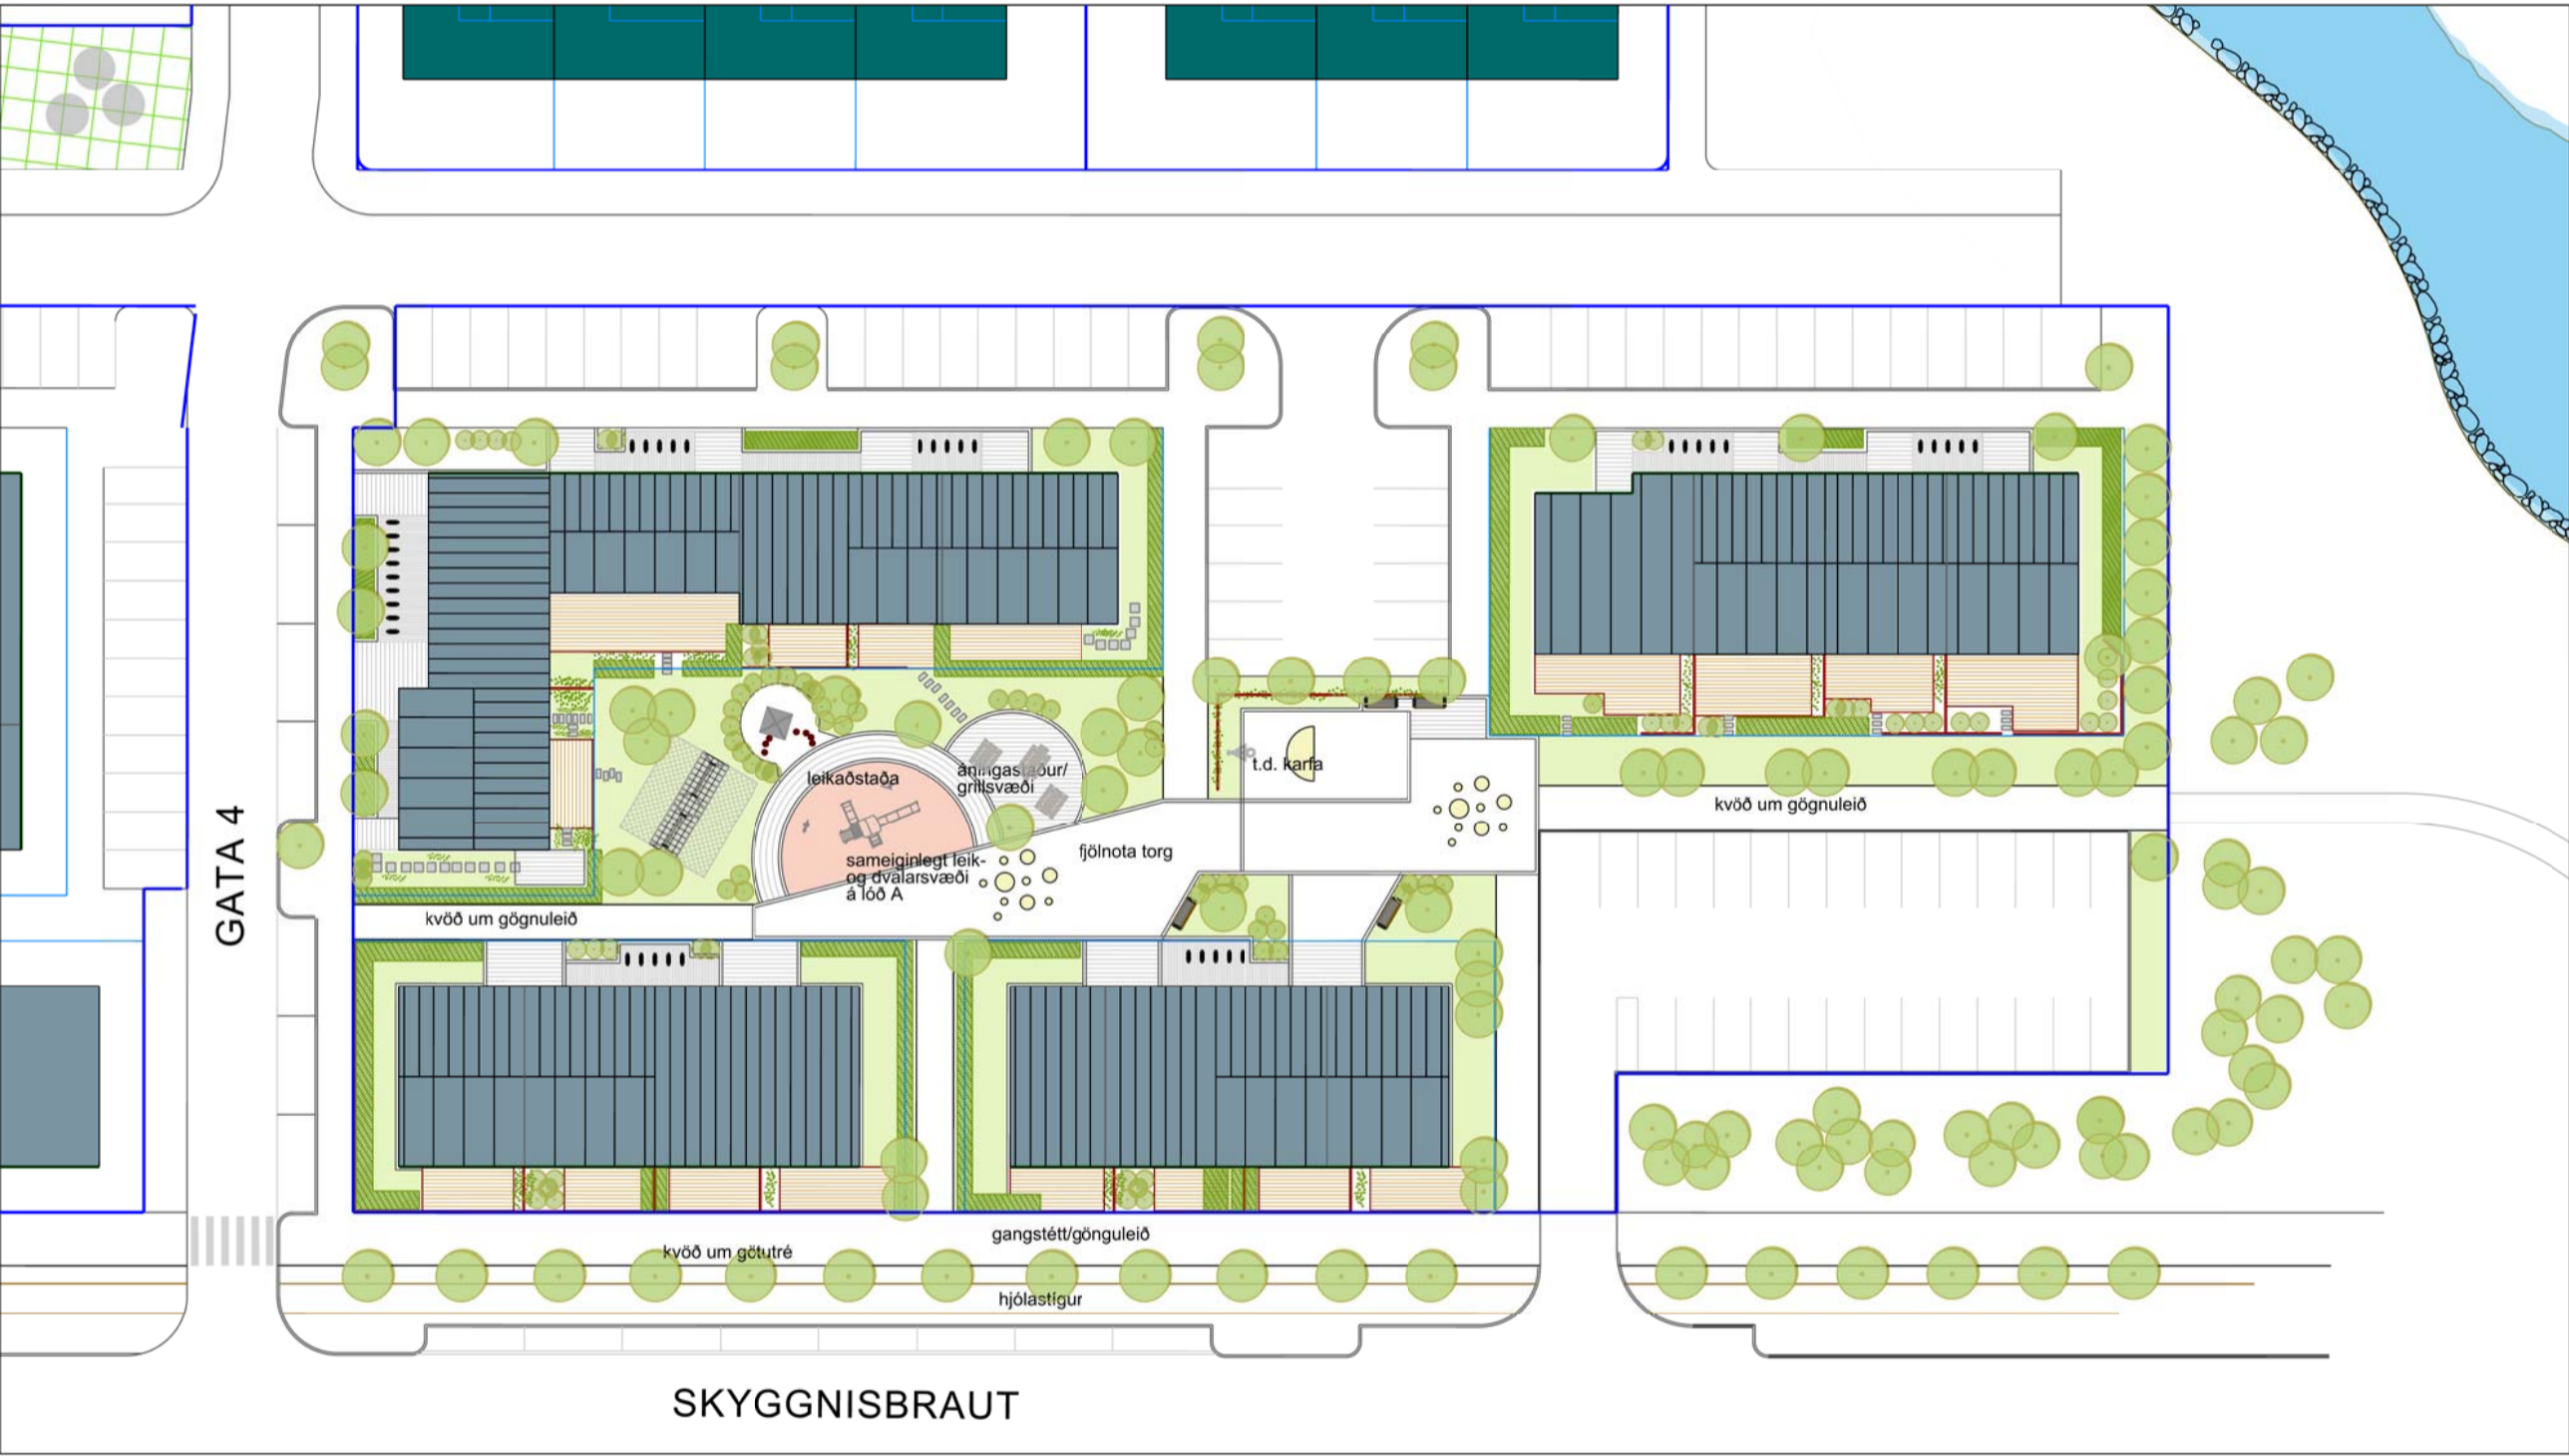 leikaðstaða
áningastaður/
grillsvæði
t.d. karfa
kvöð um gögnuleið
fjölnota torg
sameiginlegt leik-
og dvalarsvæði
á lóð A
kvöð um gögnuleið
GATA 4
gangstétt/gönguleið
kvöð um götutré
hjólastígur
SKYGGNISBRAUT